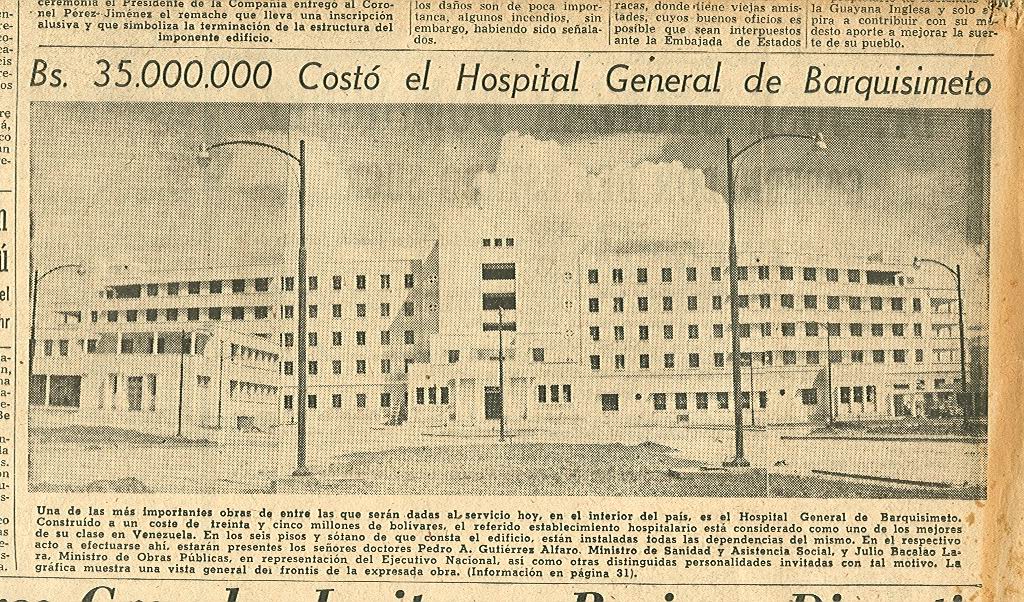 ceremonia el Presidente de la Compañía entregó al Coro-
nel Pérez Jiménez el remache que lleva una inscripción
alusiva y que simboliza la terminación de la estructura del
imponente edificio.
los daños son de poca impor-
tancia, algunos incendios, sin
embargo, habiendo sido señala-
dos.
racas, donde tiene viejas amis-
tades, cuyos buenos oficios es
posible que sean interpuestos
ante la Embajada de Estados
la Guayana Inglesa y solo
pira a contribuir con su mo-
desto aporte a mejorar la suer-
te de su pueblo.
Bs. 35.000.000 Costó el Hospital General de Barquisimeto
Una de las más importantes obras de entre las que serán dadas al servicio hoy, en el interior del país, es el Hospital General de Barquisimeto.
Construído a un coste de treinta y cinco millones de bolívares, el referido establecimiento hospitalario está considerado como uno de los mejores
de su clase en Venezuela. En los seis pisos y sótano de que consta el edificio, están instaladas todas las dependencias del mismo. En el respectivo
acto a efectuarse ahí, estarán presentes los señores doctores Pedro A. Gutiérrez Alfaro, Ministro de Sanidad y Asistencia Social, y Julio Bacalao La-
ra, Ministro de Obras Públicas, en representación del Ejecutivo Nacional, así como otras distinguidas personalidades invitadas con tal motivo. La
gráfica muestra una vista general del frontis de la expresada obra. (Información en página 31).